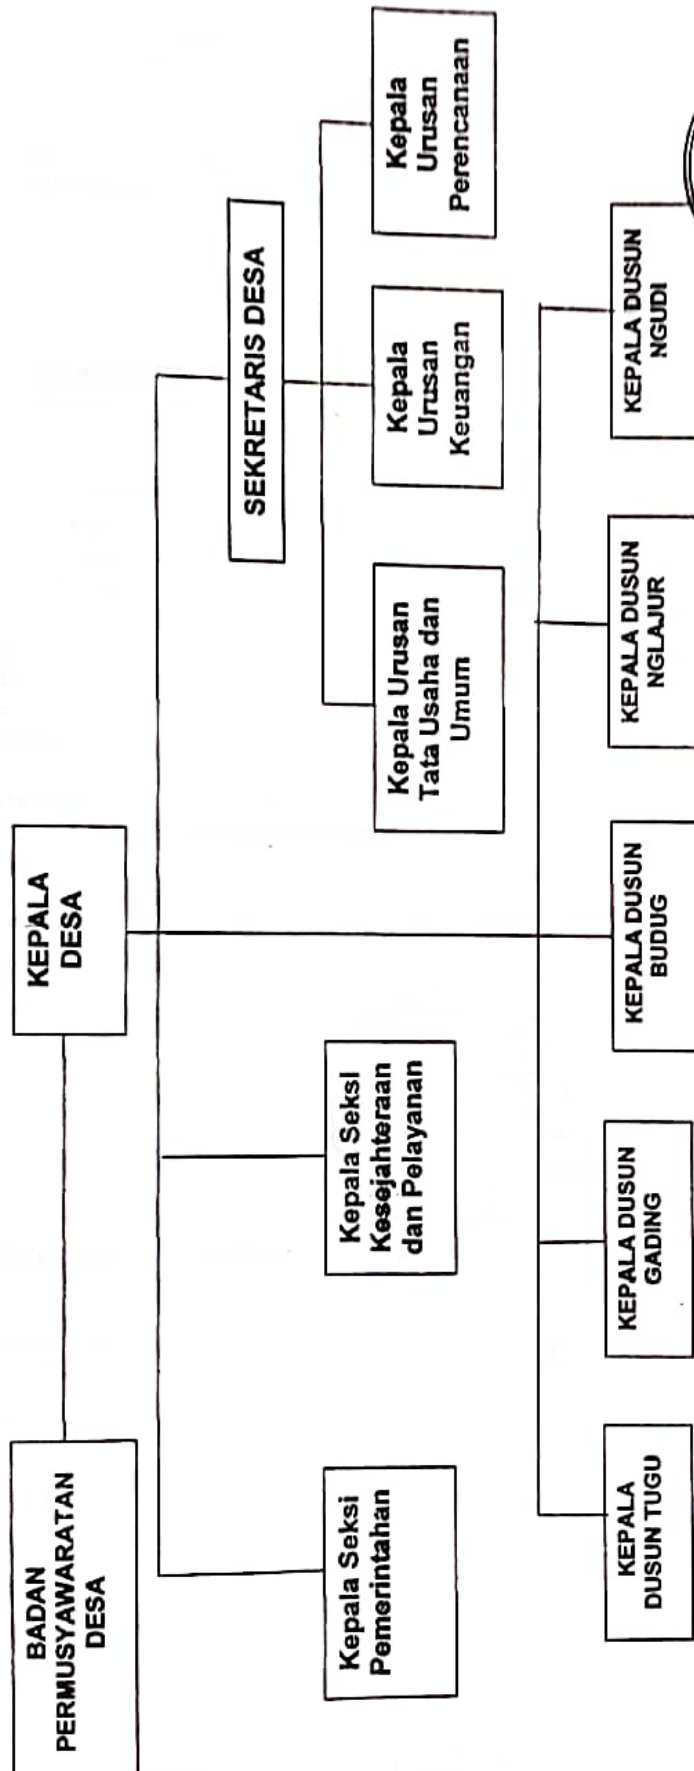 BADAN
PERMUSYAWARATAN
DESA
KEPALA
DESA
SEKRETARIS DESA
Kepala Seksi
Pemerintahan
Kepala Seksi
Kesejahteraan
dan Pelayanan
Kepala Urusan
Tata Usaha dan
Umum
Kepala
Urusan
Keuangan
Kepala
Urusan
Perencanaan
KEPALA
DUSUN TUGU
KEPALA DUSUN
GADING
KEPALA DUSUN
BUDUG
KEPALA DUSUN
NGLAJUR
KEPALA DUSUN
NGUDI